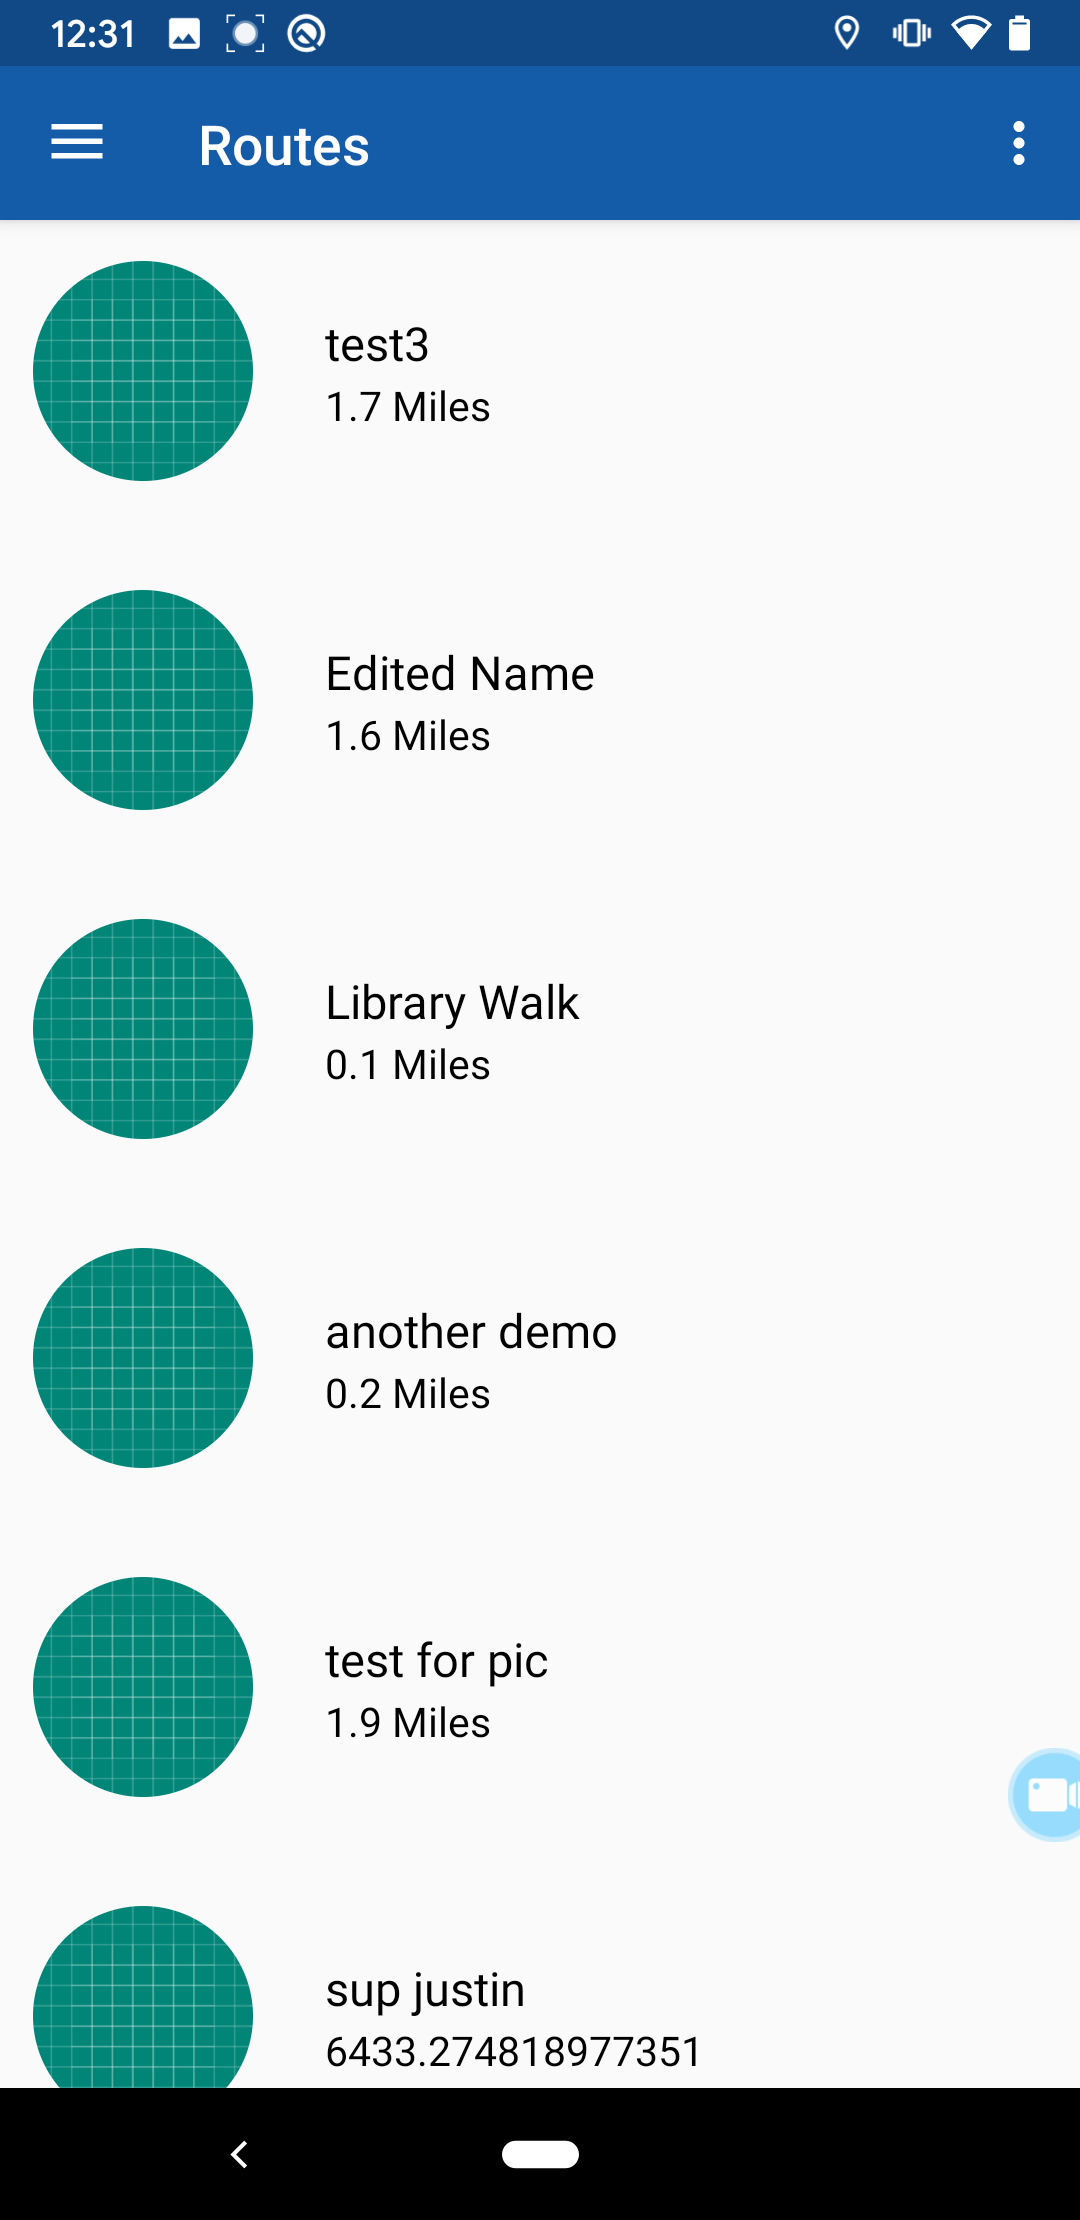 12:31
Routes
test3
1.7 Miles
Edited Name
1.6 Miles
Library Walk
0.1 Miles
another demo
0.2 Miles
test for pic
1.9 Miles
sup justin
6433.274818977351